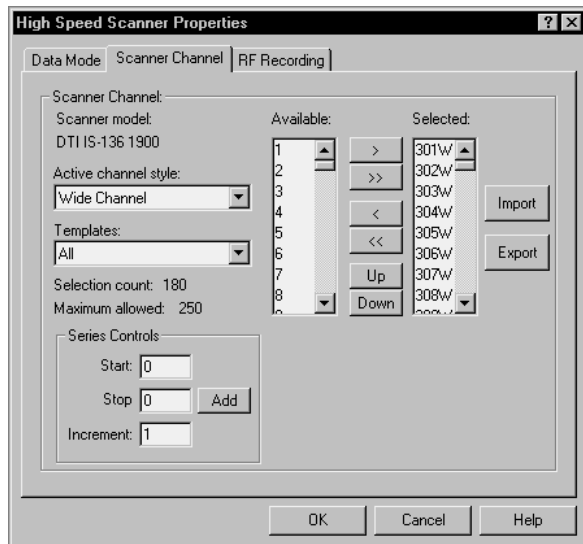 High Speed Scanner Properties
Data Mode
Scanner Channel
RF Recording
Scanner Channel:
Scanner model:
DTI IS-136 1900
Active channel style:
Wide Channel
Templates:
All
Selection count: 180
Maximum allowed: 250
Series Controls
Start: 0
Stop 0
Add
Increment: 1
Available:
1
2
3
4
5
6
7
8
>
>>
<
<<
Up
Down
Selected:
301W
302W
303W
304W
305W
306W
307W
308W
Import
Export
OK
Cancel
Help